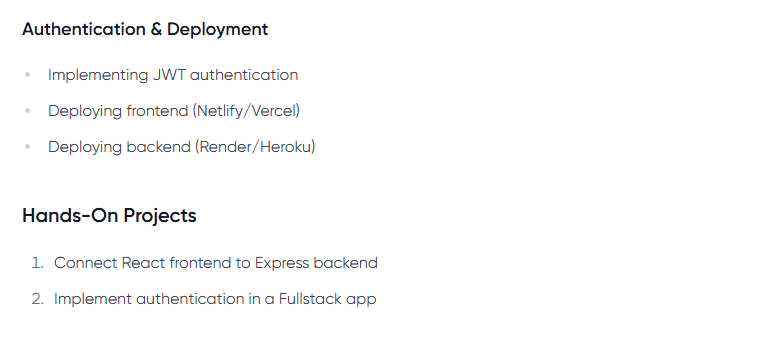 Authentication & Deployment
• Implementing JWT authentication
• Deploying frontend (Netlify/Vercel)
• Deploying backend (Render/Heroku)
Hands-On Projects
1. Connect React frontend to Express backend
2. Implement authentication in a Fullstack app